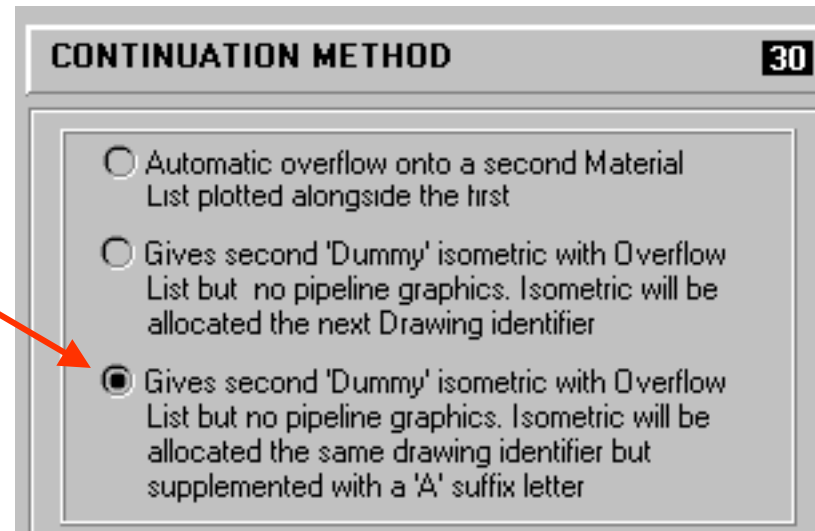 CONTINUATION METHOD 30
Automatic overflow onto a second Material
List plotted alongside the first
Gives second 'Dummy' isometric with Overflow
List but no pipeline graphics. Isometric will be
allocated the next Drawing identifier
Gives second 'Dummy' isometric with Overflow
List but no pipeline graphics. Isometric will be
allocated the same drawing identifier but
supplemented with a 'A' suffix letter